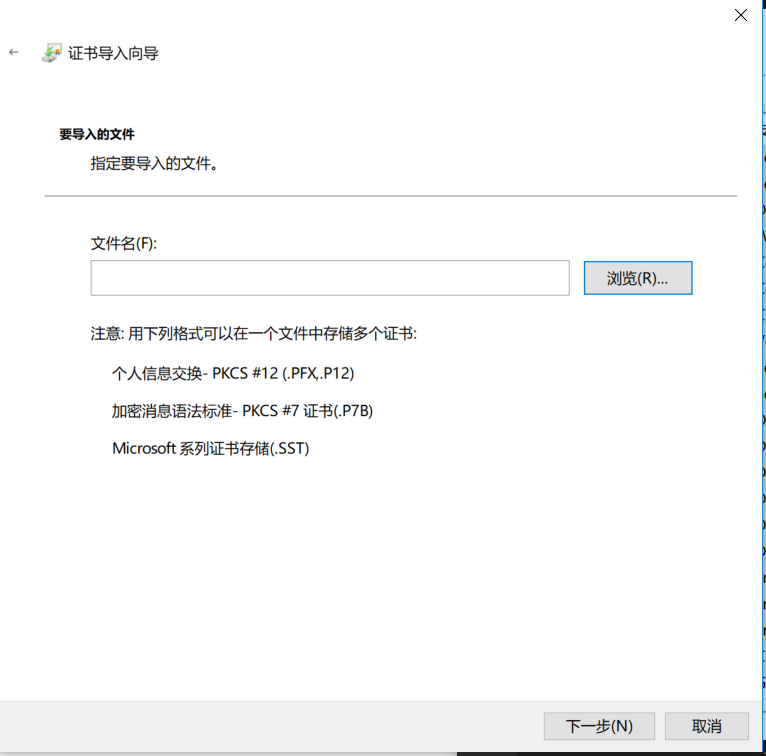 证书导入向导
要导入的文件
指定要导入的文件。
文件名(F):
浏览(R)...
注意: 用下列格式可以在一个文件中存储多个证书:
个人信息交换- PKCS #12 (.PFX,.P12)
加密消息语法标准- PKCS #7 证书(.P7B)
Microsoft 系列证书存储(.SST)
下一步(N)
取消